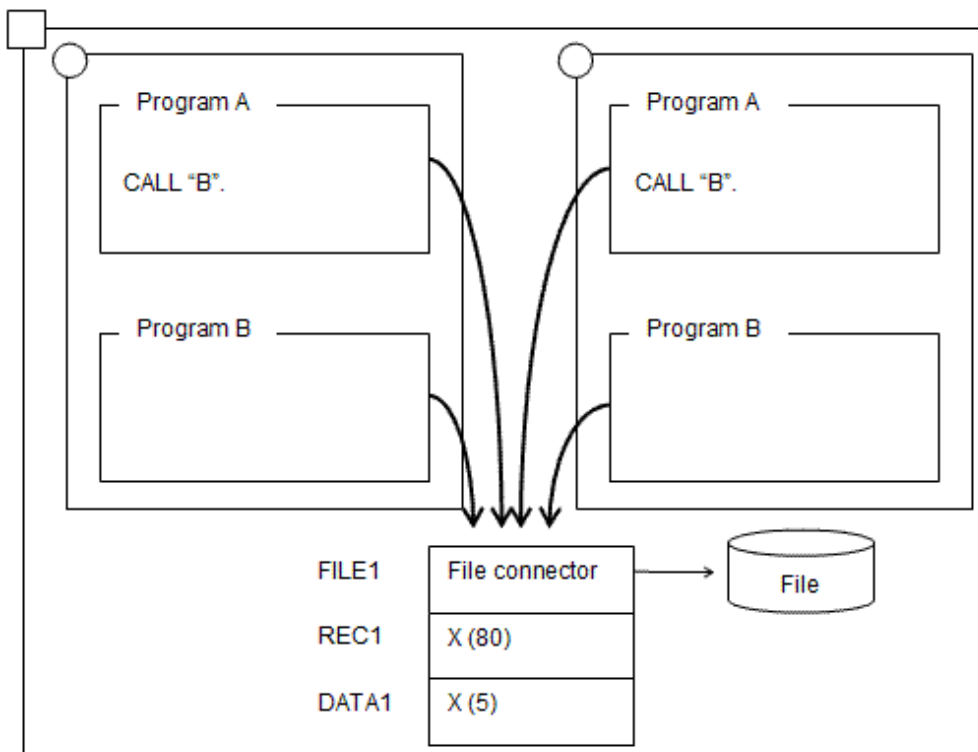 Program A
CALL “B”.
Program B
Program A
CALL “B”.
Program B
FILE1 File connector
File
REC1 X (80)
DATA1 X (5)